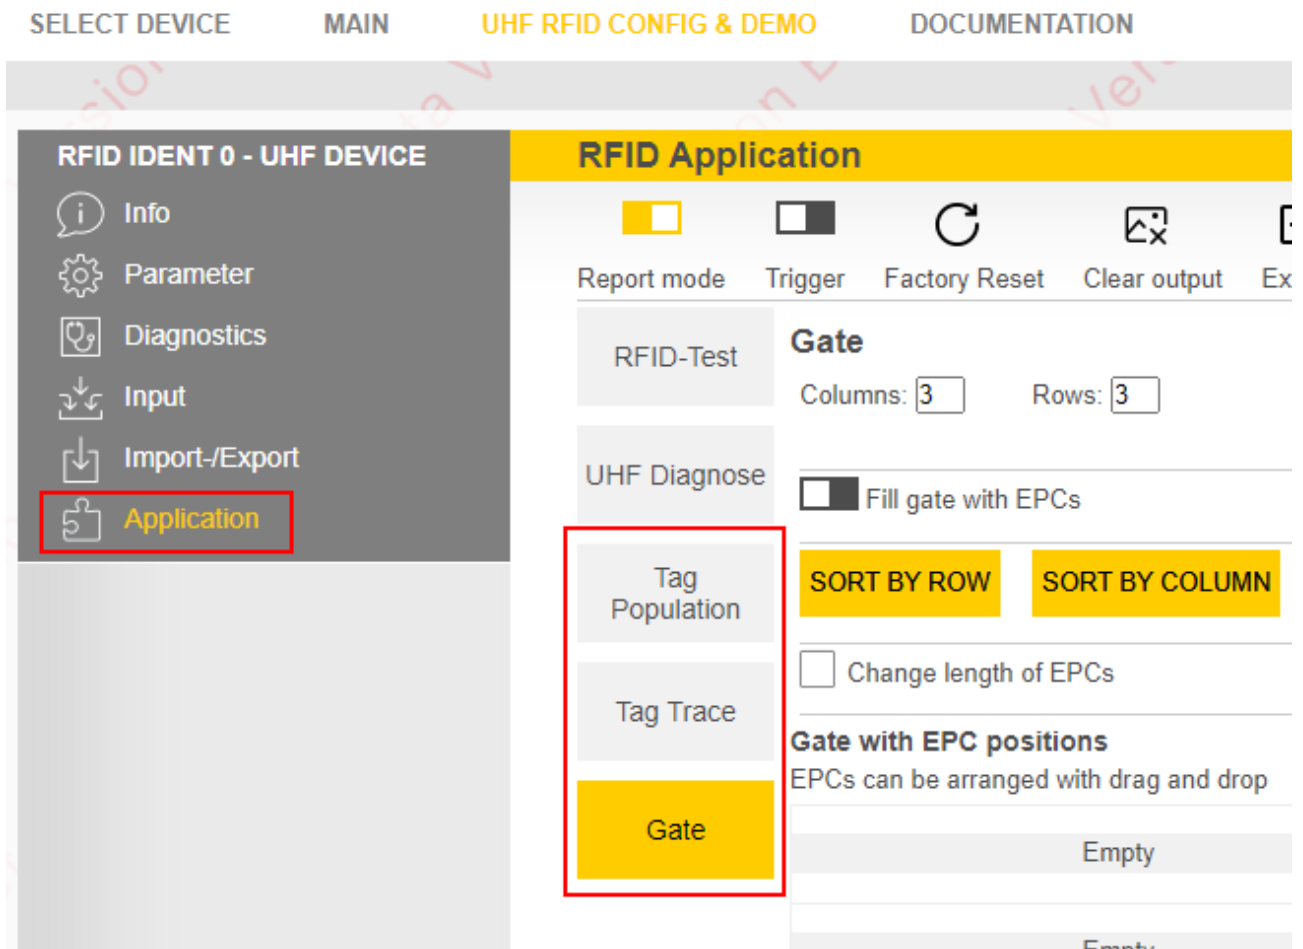 SELECT DEVICE MAIN UHF RFID CONFIG & DEMO DOCUMENTATION
RFID IDENT 0 - UHF DEVICE
Info
Parameter
Diagnostics
Input
Import-/Export
Application
RFID Application
Report mode Trigger Factory Reset Clear output Ex
RFID-Test
UHF Diagnose
Tag
Population
Tag Trace
Gate
Gate
Columns: 3 Rows: 3
Fill gate with EPCs
SORT BY ROW SORT BY COLUMN
Change length of EPCs
Gate with EPC positions
EPCs can be arranged with drag and drop
Empty
Empty